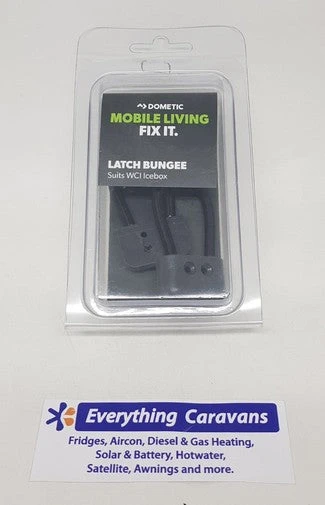 DOMETIC
MOBILE LIVING
FIX IT.
LATCH BUNGEE
Suits WCI Icebox
Everything Caravans
Fridges, Aircon, Diesel & Gas Heating,
Solar & Battery, Hotwater,
Satellite, Awnings and more.